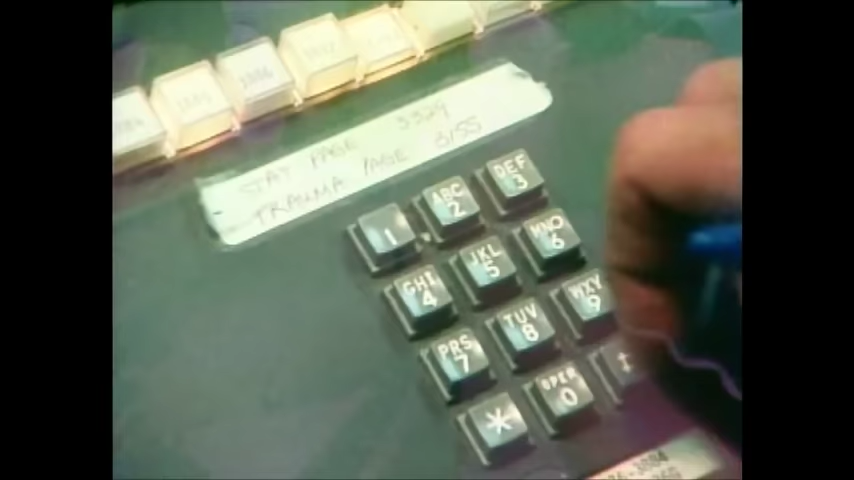 STAT PAGE 3329
TRAUMA PAGE 3155
1
ABC 2
DEF 3
GHI 4
JKL 5
MNO 6
PRS 7
TUV 8
WXY 9
*
OPER 0